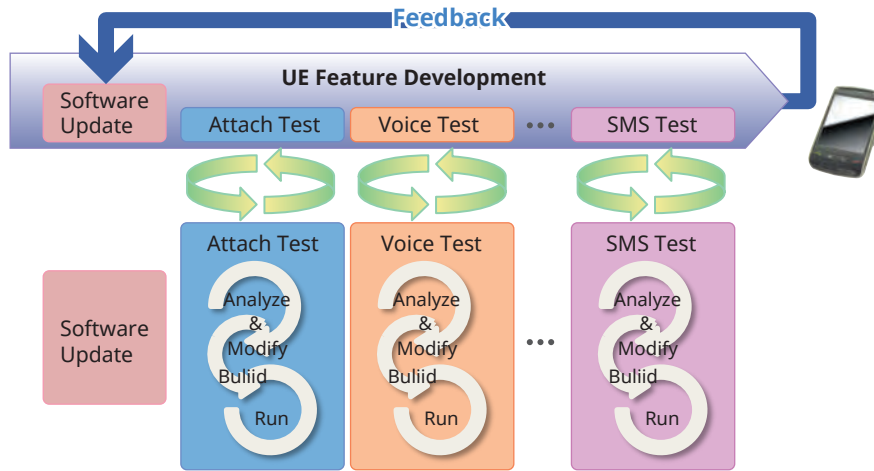 Feedback
UE Feature Development
Software
Update
Attach Test
Voice Test
•••
SMS Test
Attach Test
Voice Test
SMS Test
Software
Update
Analyze
&
Modify
Buliid
Run
Analyze
&
Modify
Buliid
Run
•••
Analyze
&
Modify
Buliid
Run